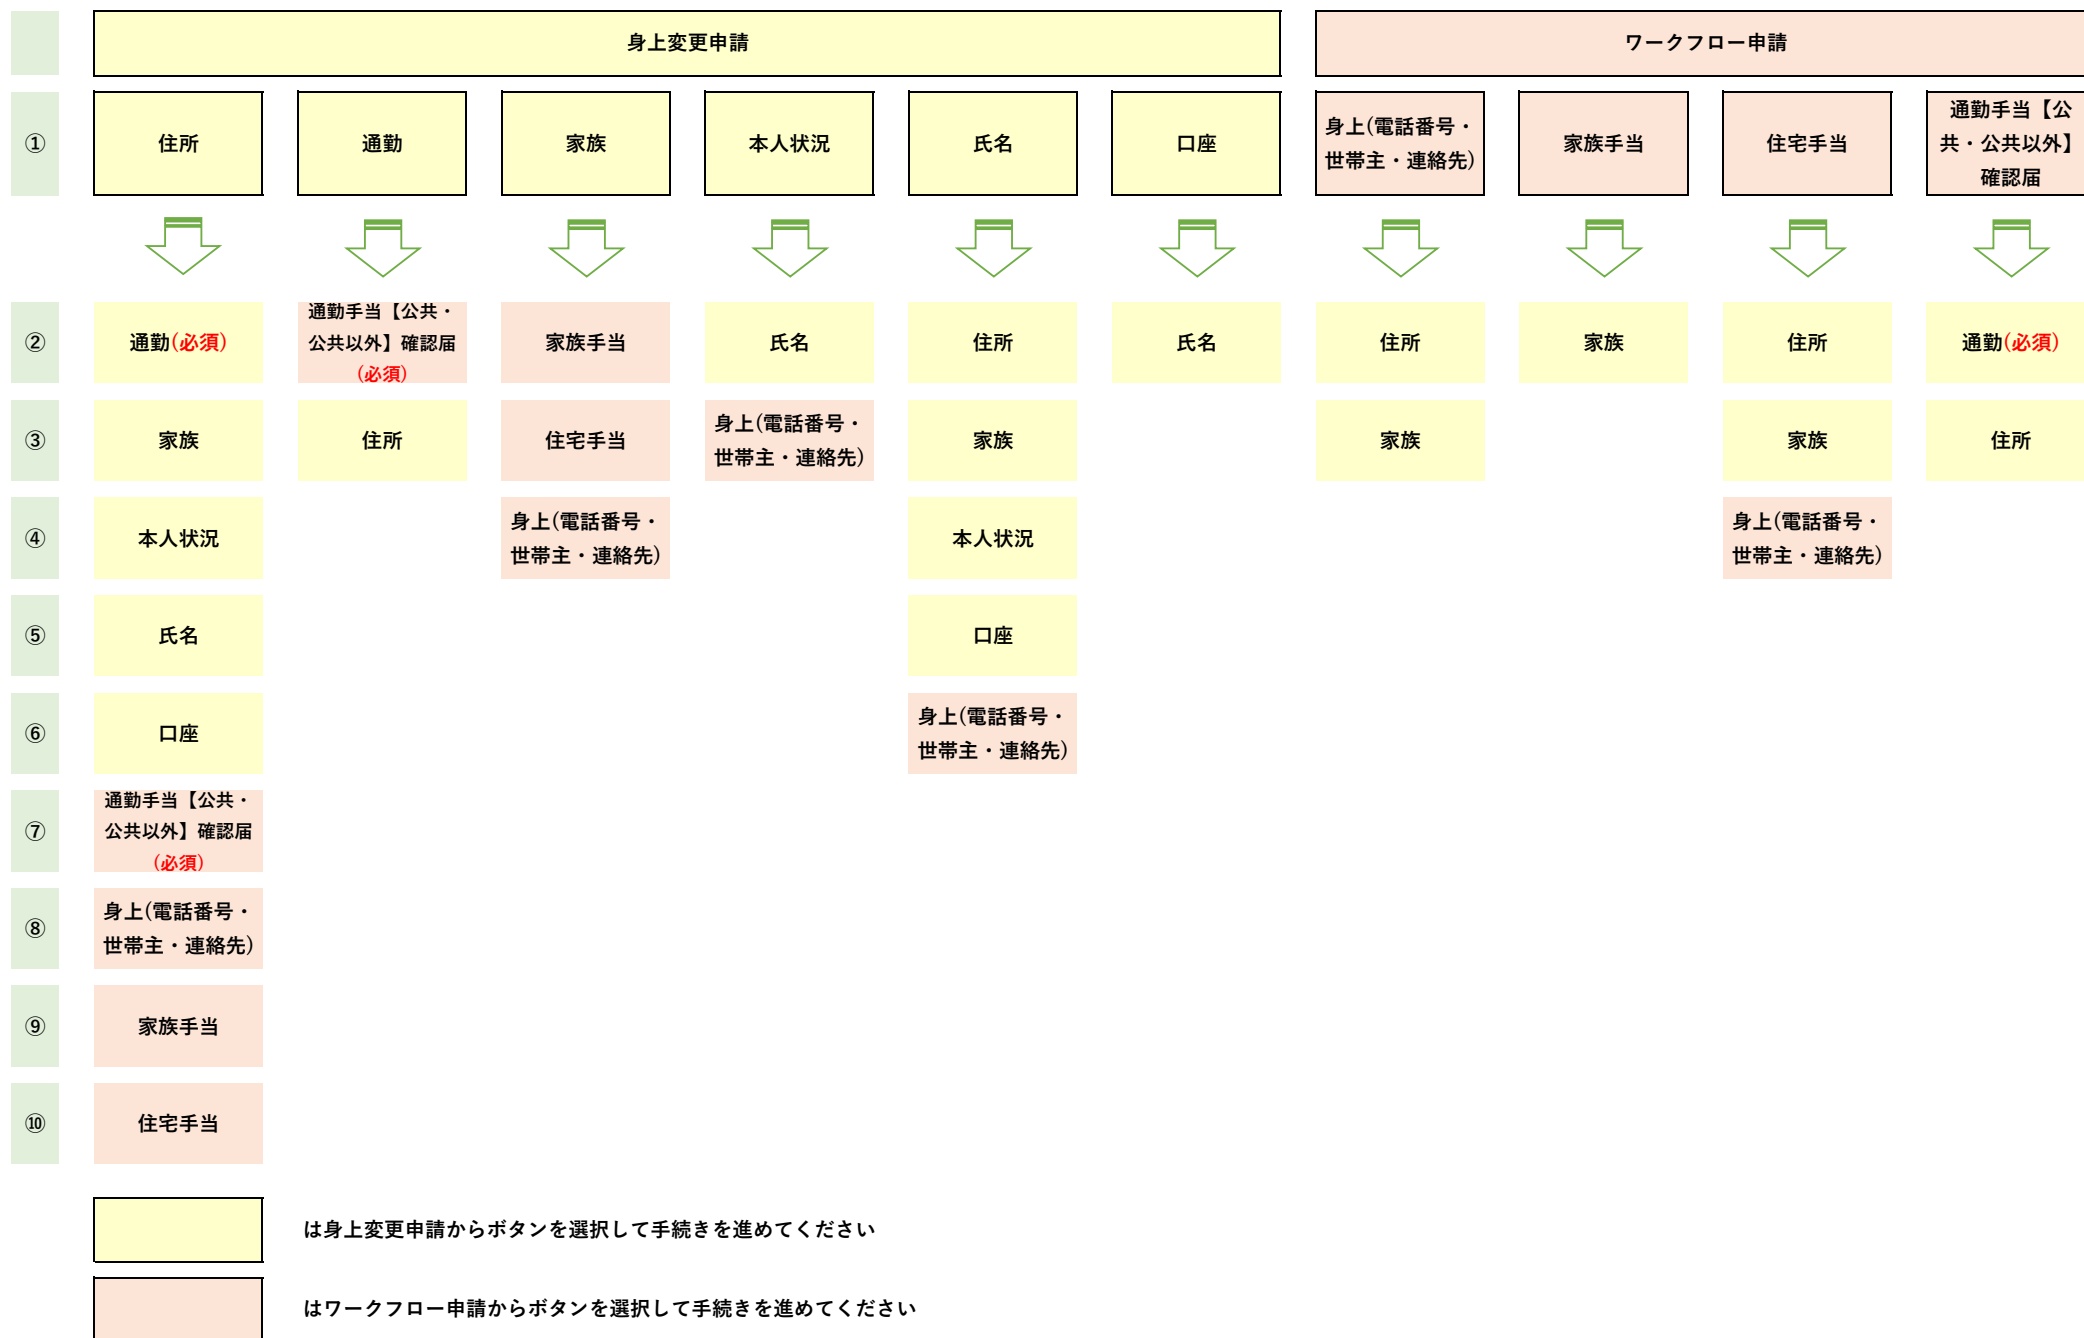 身上変更申請
ワークフロー申請
①
住所
通勤
家族
本人状況
氏名
口座
身上(電話番号・
世帯主・連絡先)
家族手当
住宅手当
通勤手当【公
共・公共以外】
確認届
②
通勤(必須)
通勤手当【公共・
公共以外】確認届
(必須)
家族手当
氏名
住所
氏名
住所
家族
住所
通勤(必須)
③
家族
住所
住宅手当
身上(電話番号・
世帯主・連絡先)
家族
家族
家族
住所
④
本人状況
身上(電話番号・
世帯主・連絡先)
本人状況
身上(電話番号・
世帯主・連絡先)
⑤
氏名
口座
⑥
口座
身上(電話番号・
世帯主・連絡先)
⑦
通勤手当【公共・
公共以外】確認届
(必須)
⑧
身上(電話番号・
世帯主・連絡先)
⑨
家族手当
⑩
住宅手当
は身上変更申請からボタンを選択して手続きを進めてください
はワークフロー申請からボタンを選択して手続きを進めてください